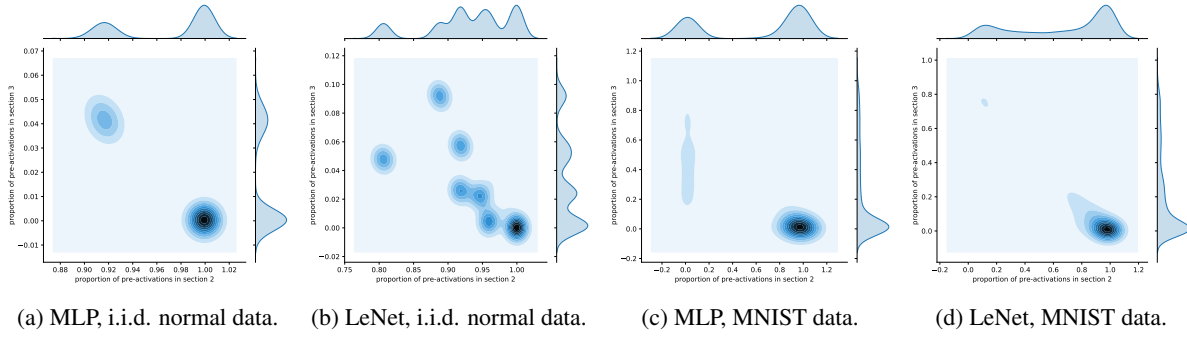 0.07
0.06
0.05
0.04
0.03
0.02
0.01
0.00
−0.01
proportion of pre-activations in section 3
0.88 0.90 0.92 0.94 0.96 0.98 1.00 1.02
proportion of pre-activations in section 2
0.12
0.10
0.08
0.06
0.04
0.02
0.00
−0.02
proportion of pre-activations in section 3
0.75 0.80 0.85 0.90 0.95 1.00
proportion of pre-activations in section 2
1.2
1.0
0.8
0.6
0.4
0.2
0.0
−0.2
proportion of pre-activations in section 3
−0.2 0.0 0.2 0.4 0.6 0.8 1.0 1.2
proportion of pre-activations in section 2
1.0
0.8
0.6
0.4
0.2
0.0
proportion of pre-activations in section 3
−0.2 0.0 0.2 0.4 0.6 0.8 1.0 1.2
proportion of pre-activations in section 2
(a) MLP, i.i.d. normal data.
(b) LeNet, i.i.d. normal data.
(c) MLP, MNIST data.
(d) LeNet, MNIST data.